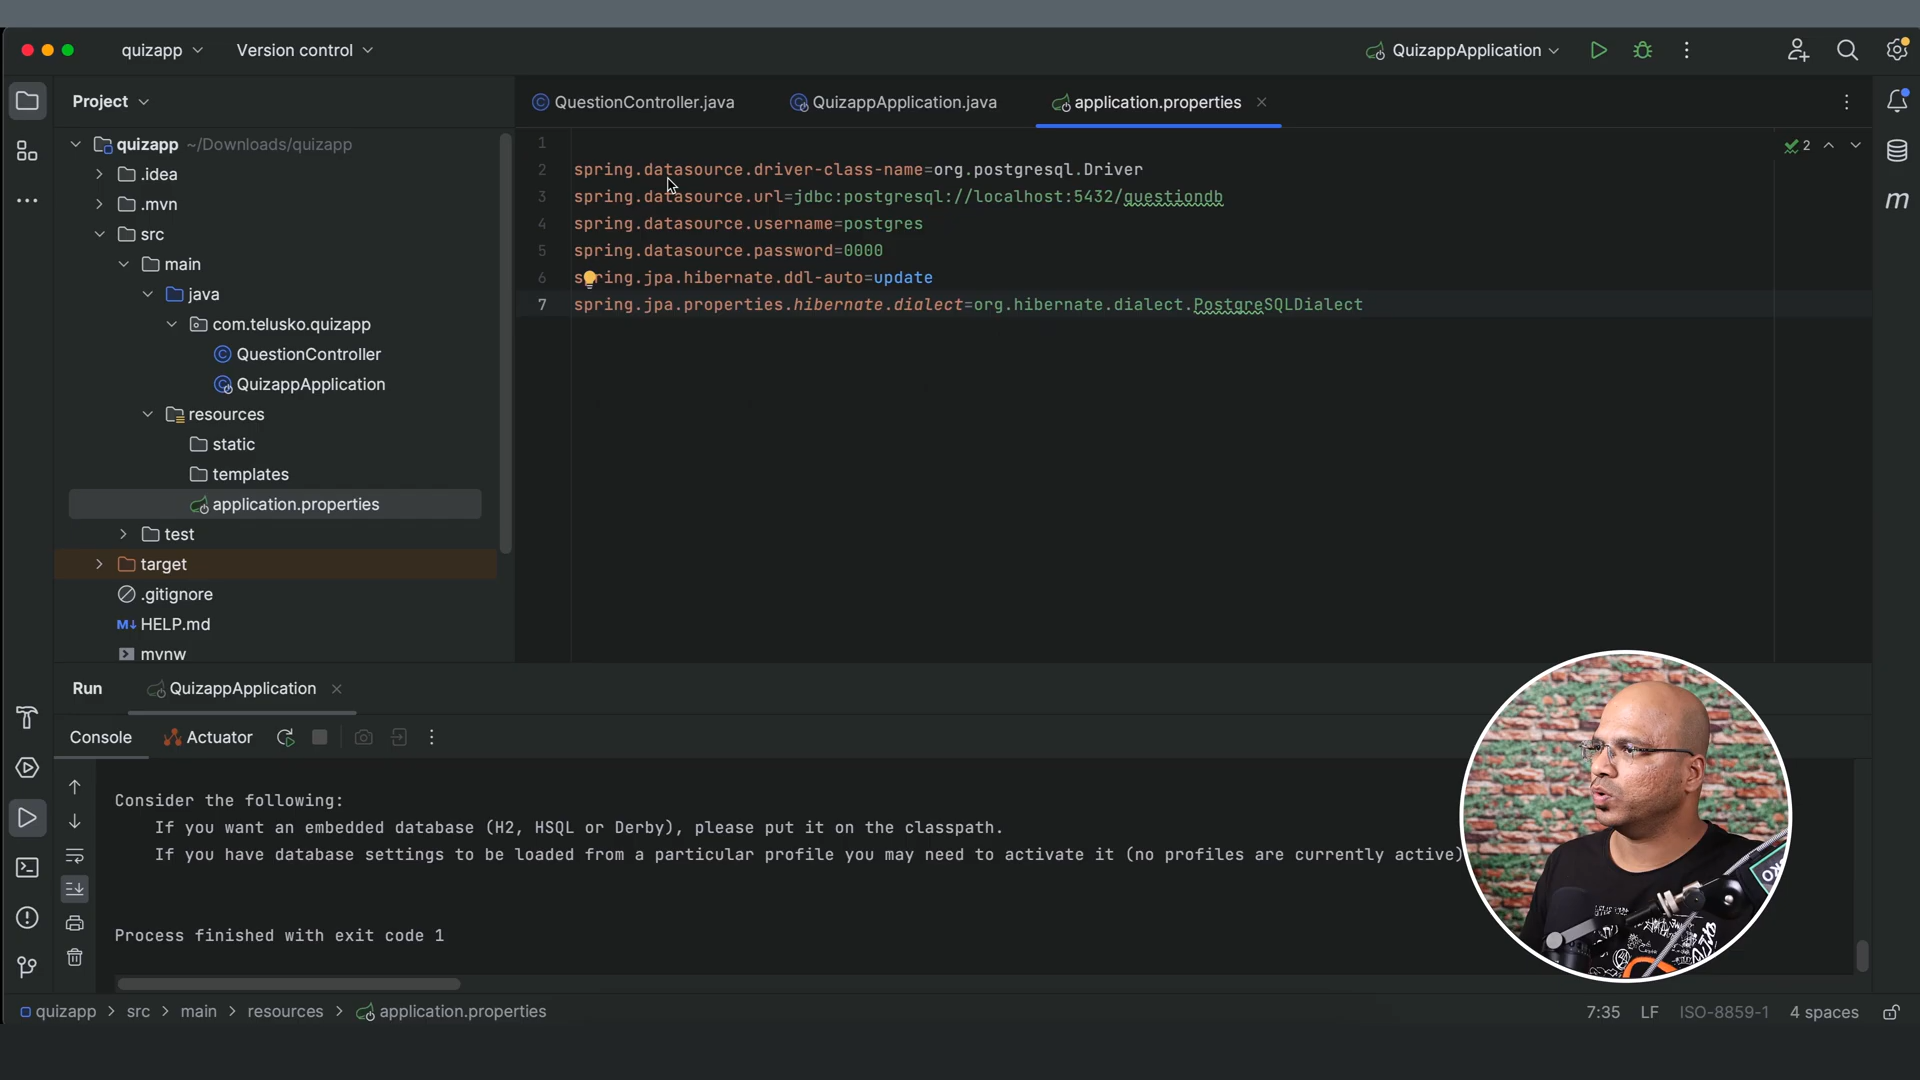 quizapp
Version control
QuizappApplication
Project
QuestionController.java
QuizappApplication.java
application.properties
quizapp ~/Downloads/quizapp
.idea
.mvn
src
main
java
com.telusko.quizapp
QuestionController
QuizappApplication
resources
static
templates
application.properties
test
target
.gitignore
M↓ HELP.md
mvnw
1
2 spring.datasource.driver-class-name=org.postgresql.Driver
3 spring.datasource.url=jdbc:postgresql://localhost:5432/questiondb
4 spring.datasource.username=postgres
5 spring.datasource.password=0000
6 spring.jpa.hibernate.ddl-auto=update
7 spring.jpa.properties.hibernate.dialect=org.hibernate.dialect.PostgreSQLDialect
2
m
Run QuizappApplication
Console Actuator
Consider the following:
If you want an embedded database (H2, HSQL or Derby), please put it on the classpath.
If you have database settings to be loaded from a particular profile you may need to activate it (no profiles are currently active)
Process finished with exit code 1
quizapp > src > main > resources > application.properties
7:35 LF ISO-8859-1 4 spaces